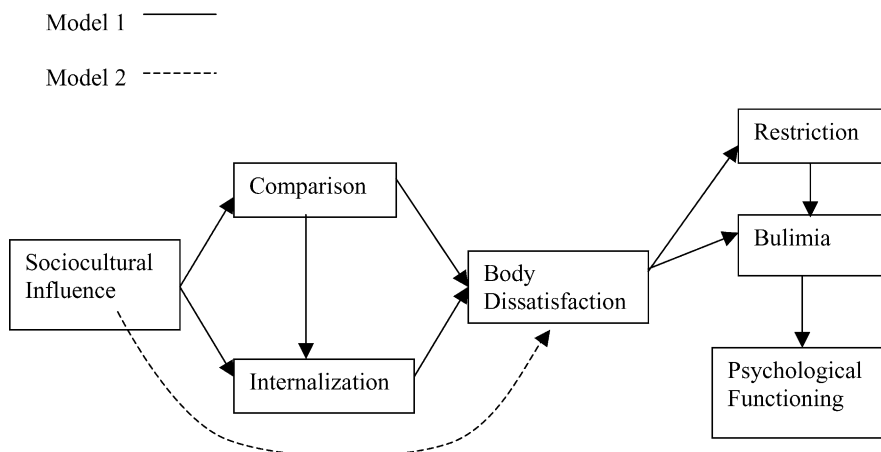 Model 1
Model 2
Sociocultural
Influence
Comparison
Internalization
Body
Dissatisfaction
Restriction
Bulimia
Psychological
Functioning